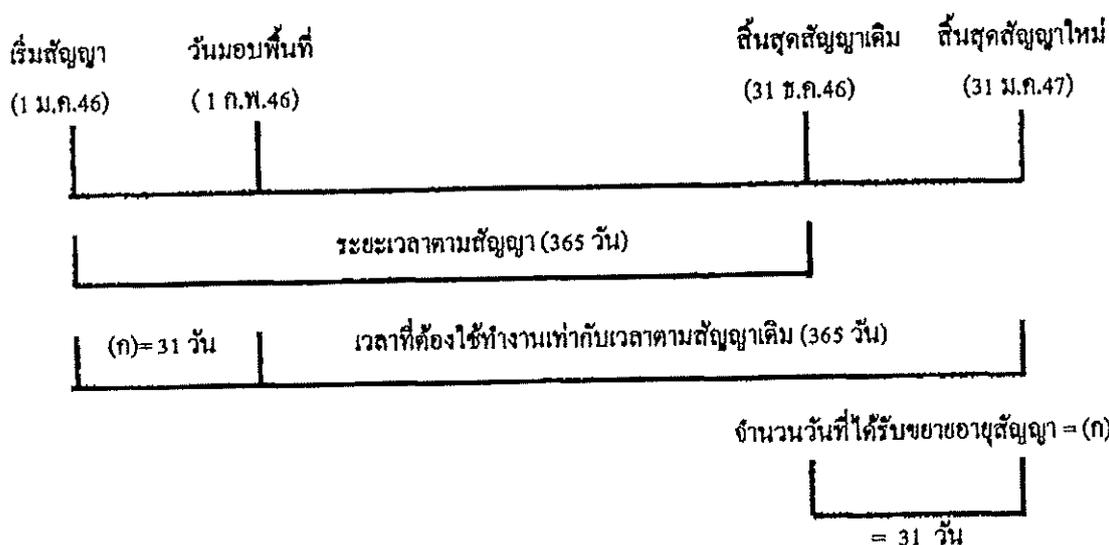 เริ่มสัญญา วันมอบพื้นที่ สิ้นสุดสัญญาเดิม สิ้นสุดสัญญาใหม่
(1 ม.ค.46) ( 1 ก.พ.46) (31 ธ.ค.46) (31 ม.ค.47)
ระยะเวลาตามสัญญา (365 วัน)
(ก)= 31 วัน เวลาที่ต้องใช้ทำงานเท่ากับเวลาตามสัญญาเดิม (365 วัน)
จำนวนวันที่ได้รับขยายอายุสัญญา = (ก)
= 31 วัน